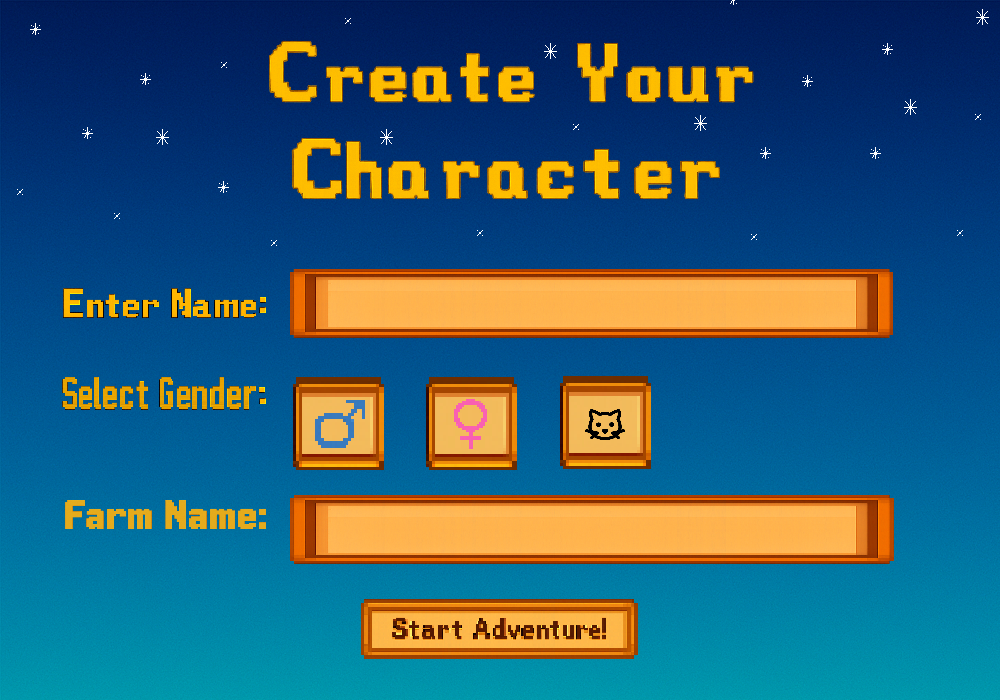 Create Your
Character
Enter Name:
Select Gender:
Farm Name:
Start Adventure!